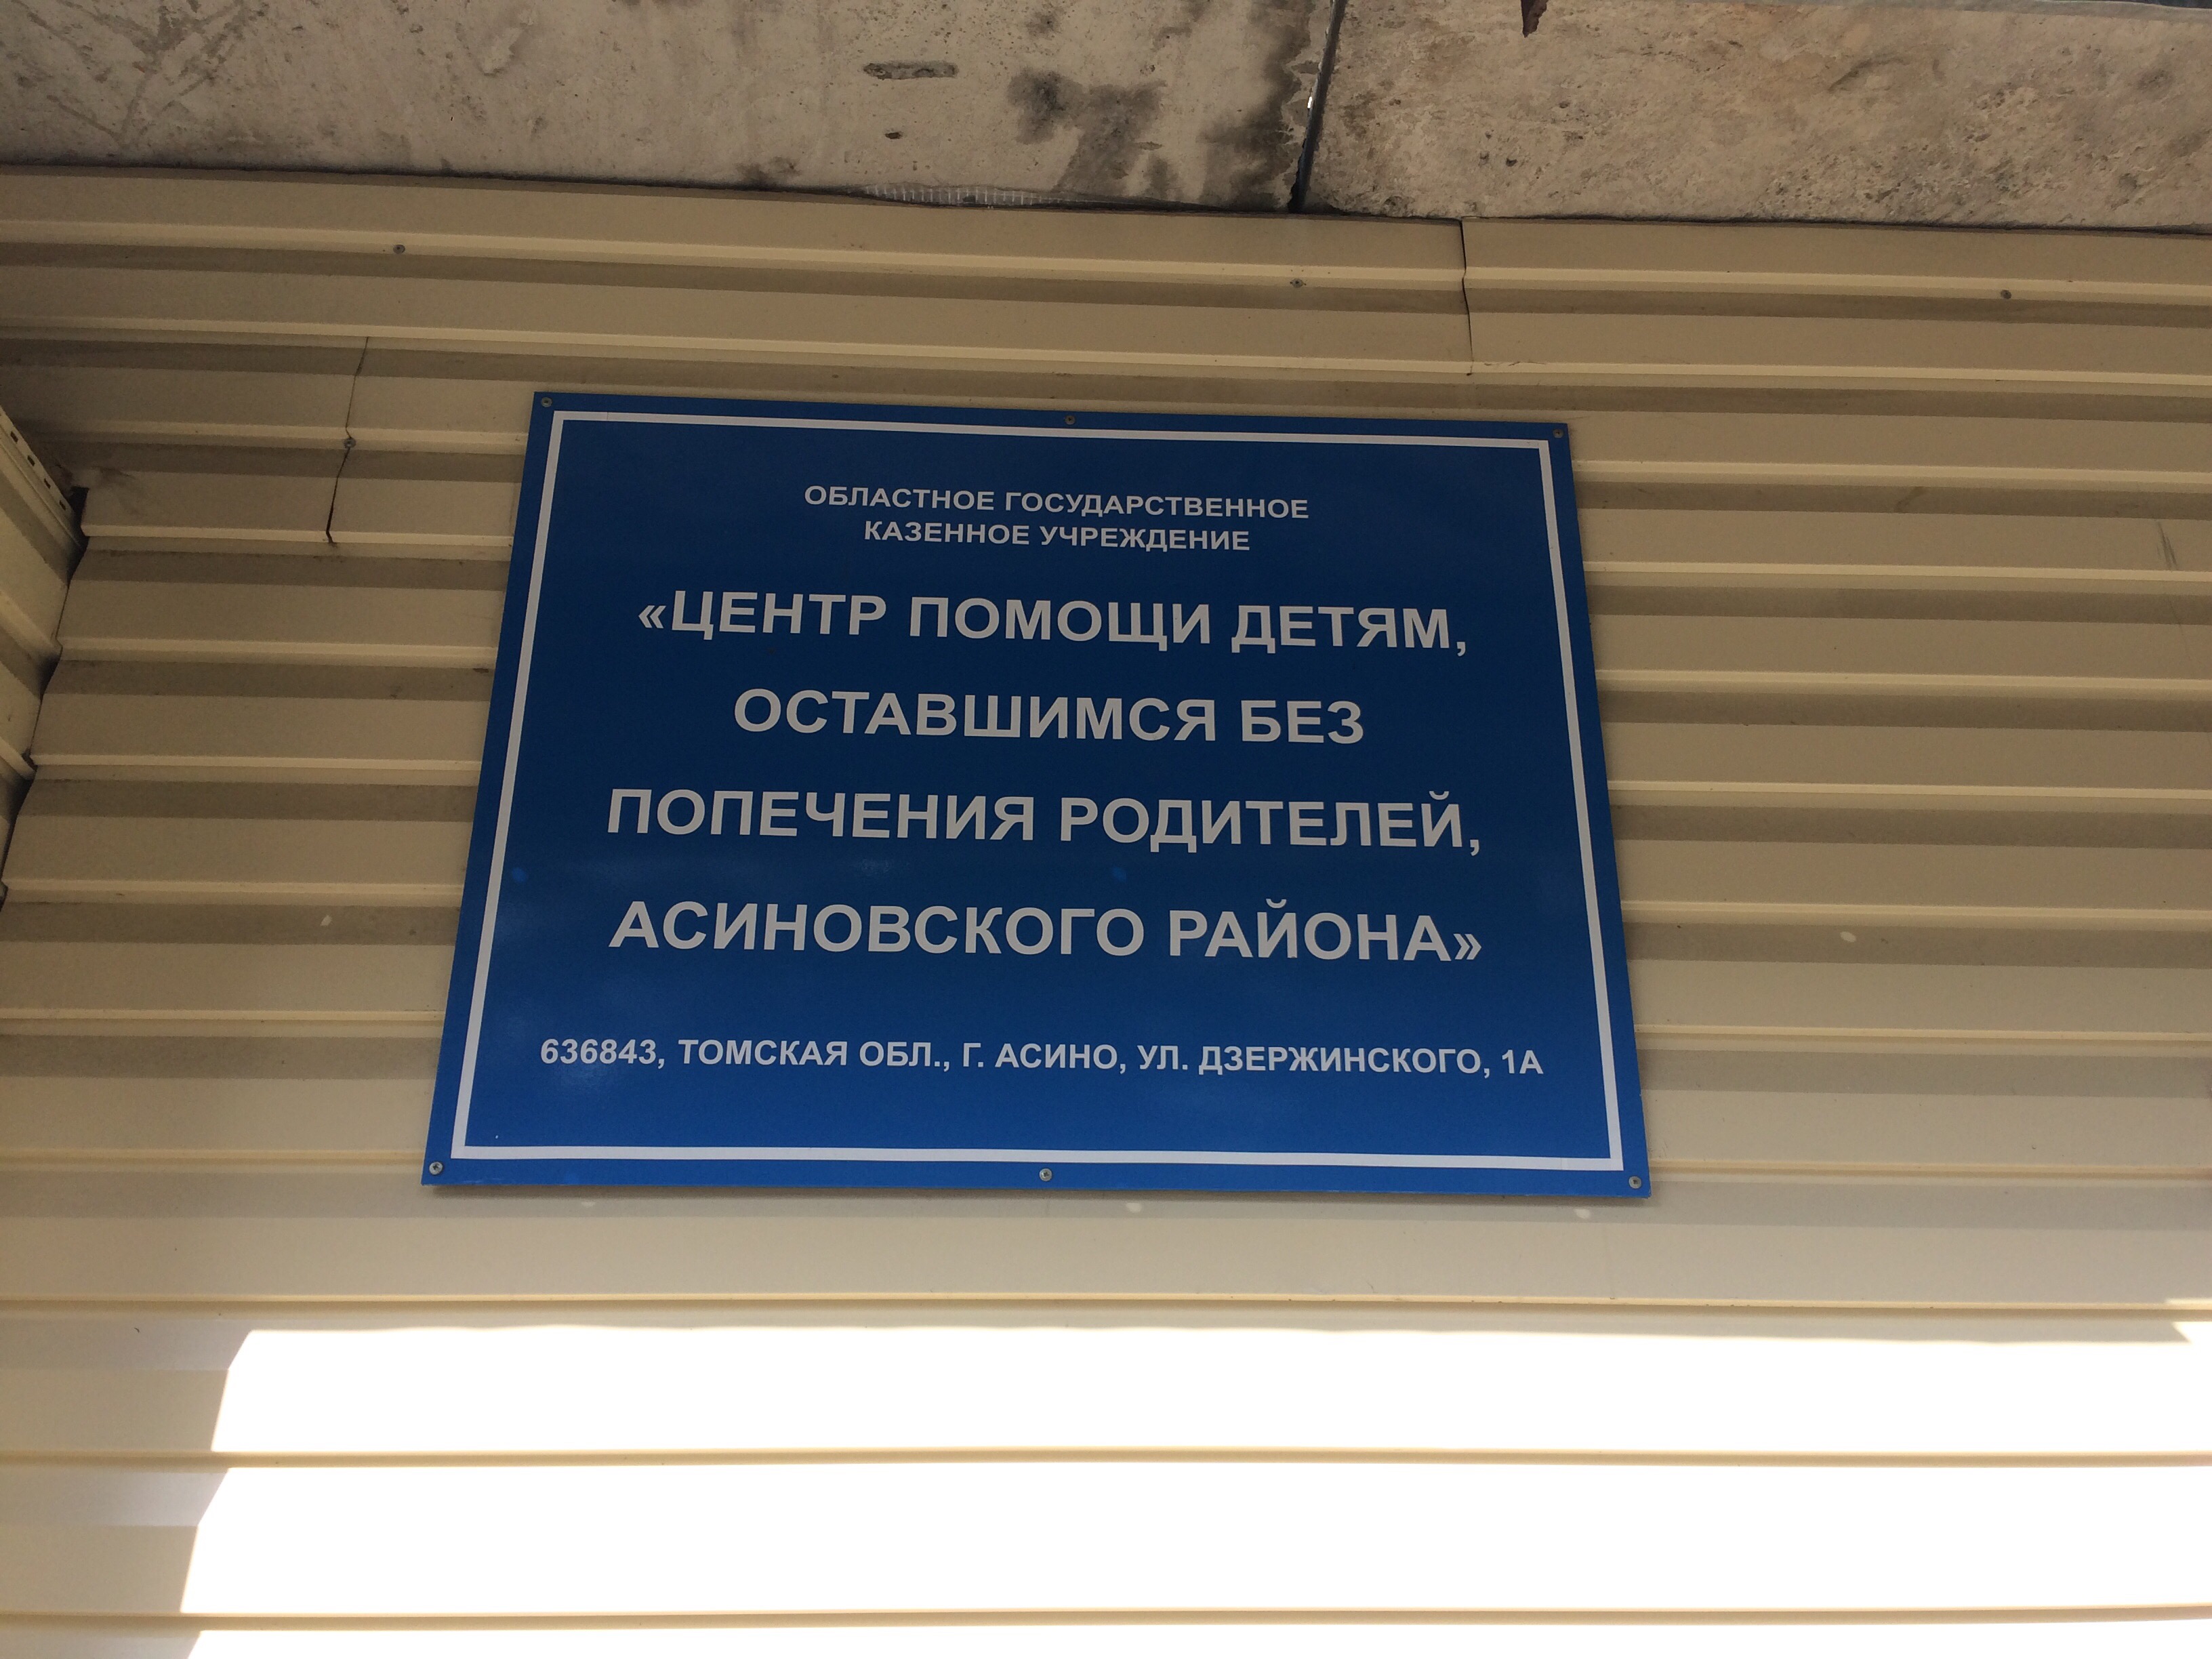 ОБЛАСТНОЕ ГОСУДАРСТВЕННОЕ
КАЗЕННОЕ УЧРЕЖДЕНИЕ
«ЦЕНТР ПОМОЩИ ДЕТЯМ,
ОСТАВШИМСЯ БЕЗ
ПОПЕЧЕНИЯ РОДИТЕЛЕЙ,
АСИНОВСКОГО РАЙОНА»
636843, ТОМСКАЯ ОБЛ., Г. АСИНО, УЛ. ДЗЕРЖИНСКОГО, 1А